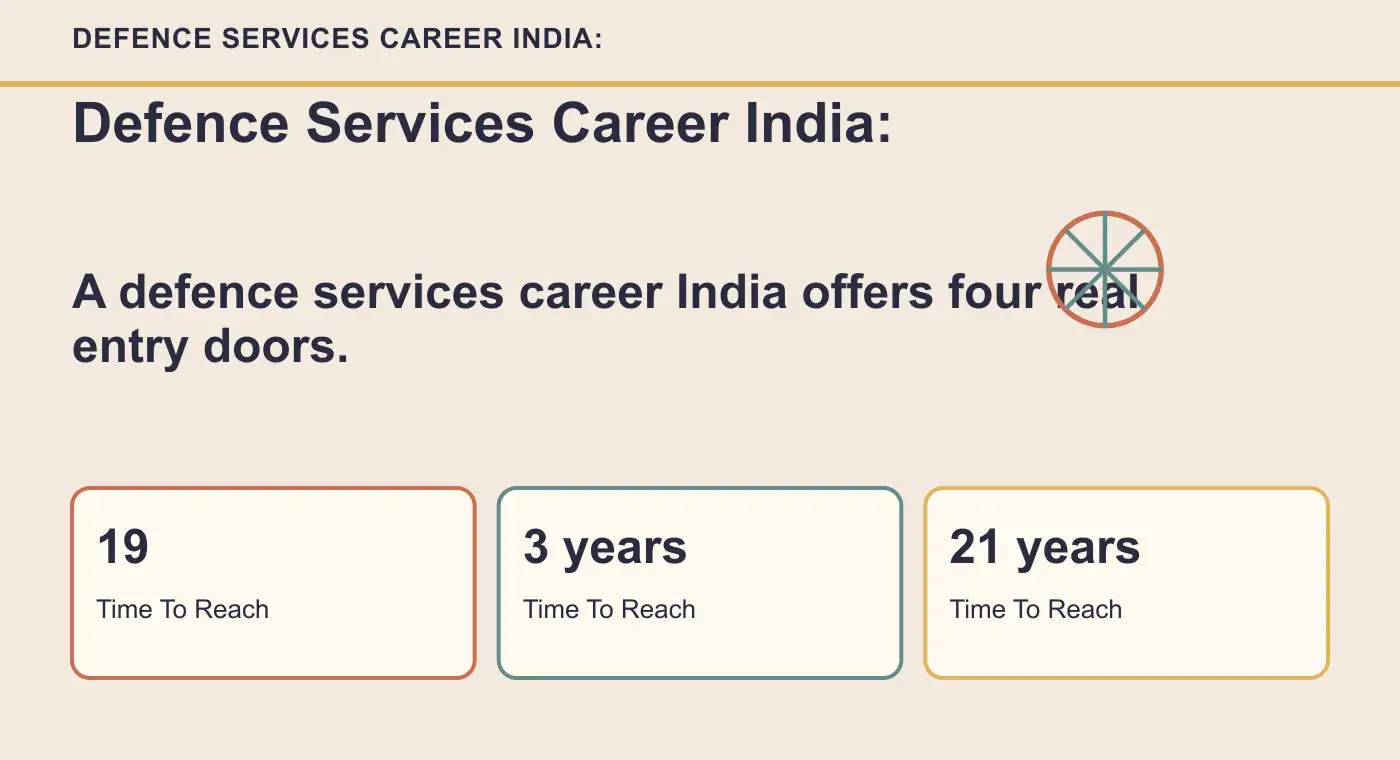 DEFENCE SERVICES CAREER INDIA:
Defence Services Career India:
A defence services career India offers four real
entry doors.
19
Time To Reach
3 years
Time To Reach
21 years
Time To Reach